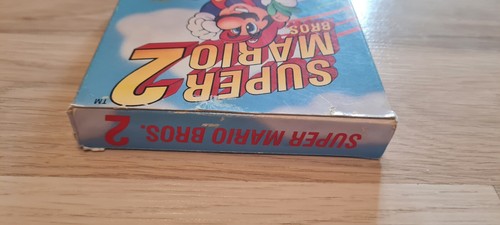 SUPER
MARIO
BROS.
2
TM
SUPER MARIO BROS.
2